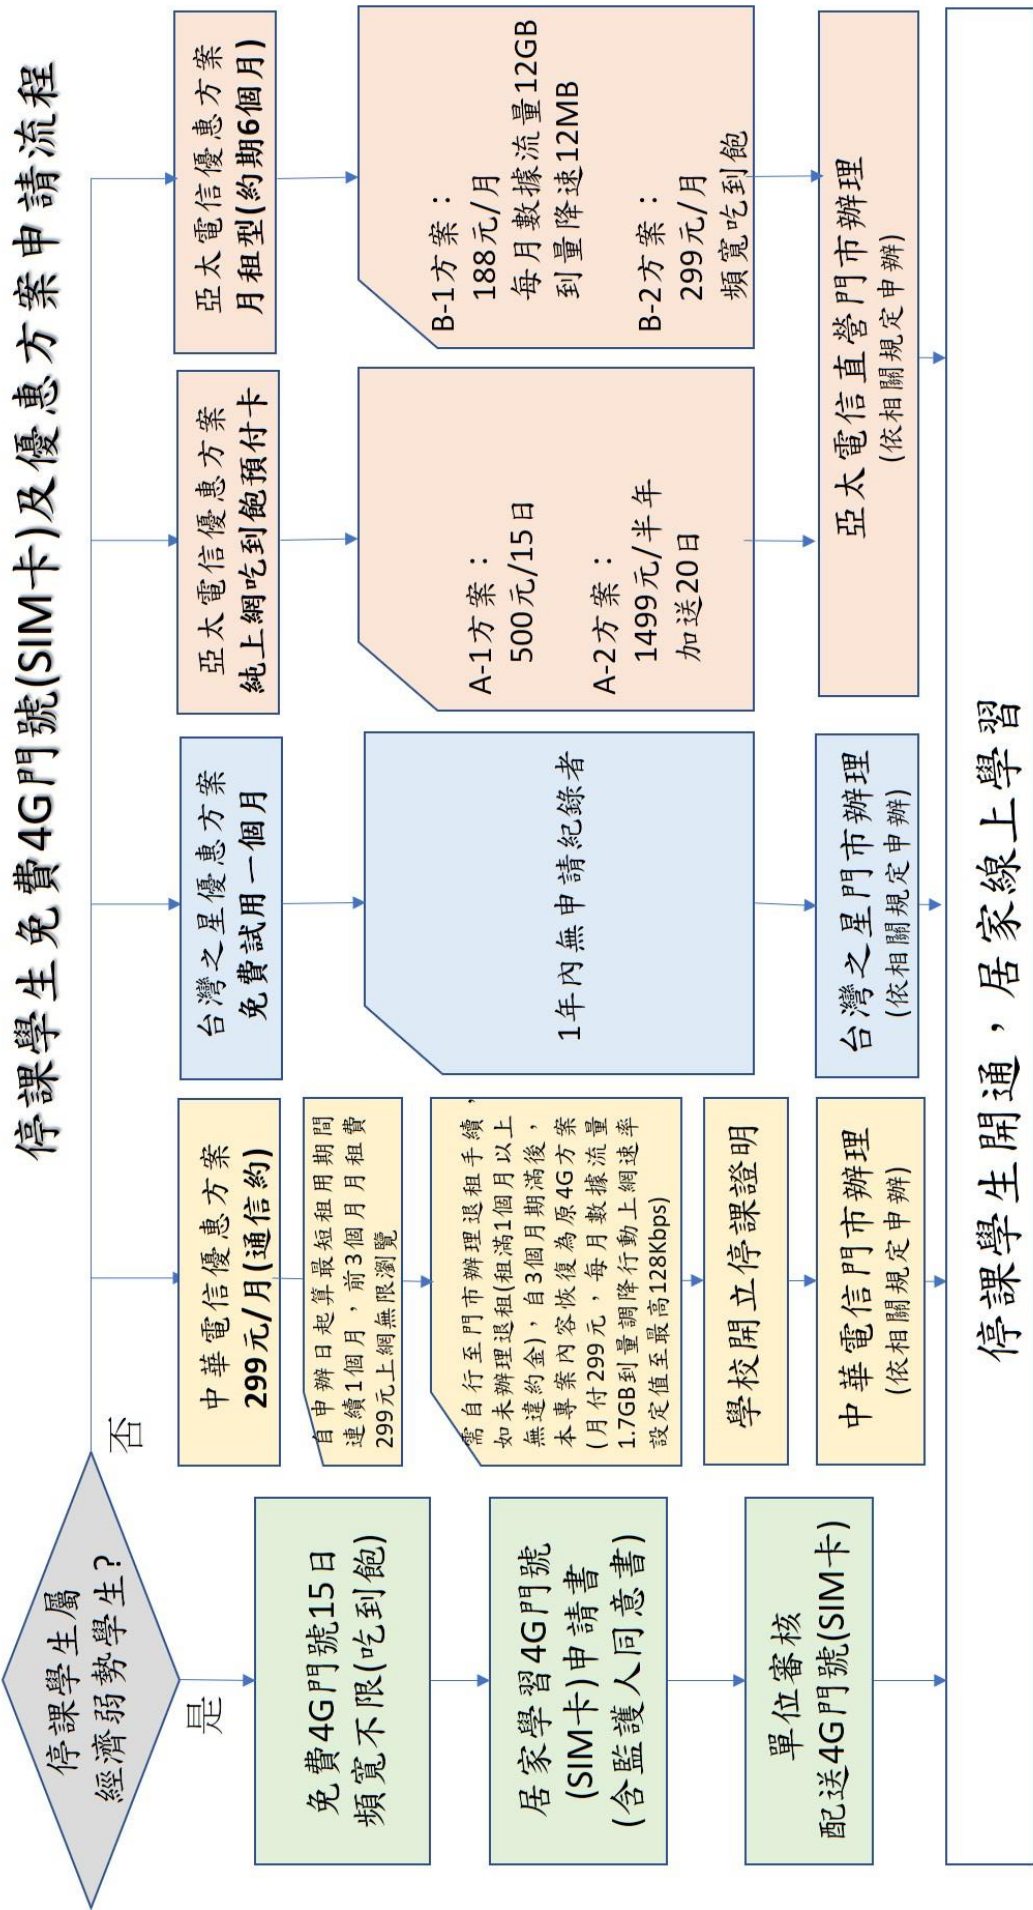 停課學生免費4G門號(SIM卡)及優惠方案申請流程
停課學生屬
經濟弱勢學生?
是
否
免費4G門號15日
頻寬不限(吃到飽)
居家學習4G門號
(SIM卡)申請書
(含監護人同意書)
單位審核
配送4G門號(SIM卡)
中華電信優惠方案
299元/月(通信約)
自申辦日起算最短租用期間
連續1個月，前3個月月租費
299元上網無限瀏覽
需自行至門市辦理退租手續，
如未辦理退租(租滿1個月以上
無違約金)，自3個月期滿後，
本專案內容恢復為原4G方案
(月付299元，每月數據流量
1.7GB到量調降行動上網速率
設定值至最高128Kbps)
學校開立停課證明
中華電信門市辦理
(依相關規定申辦)
台灣之星優惠方案
免費試用一個月
1年內無申請紀錄者
台灣之星門市辦理
(依相關規定申辦)
亞太電信優惠方案
純上網吃到飽預付卡
A-1方案：
500元/15日
A-2方案：
1499元/半年
加送20日
亞太電信優惠方案
月租型(約期6個月)
B-1方案：
188元/月
每月數據流量12GB
到量降速12MB
B-2方案：
299元/月
頻寬吃到飽
亞太電信直營門市辦理
(依相關規定申辦)
停課學生開通，居家線上學習